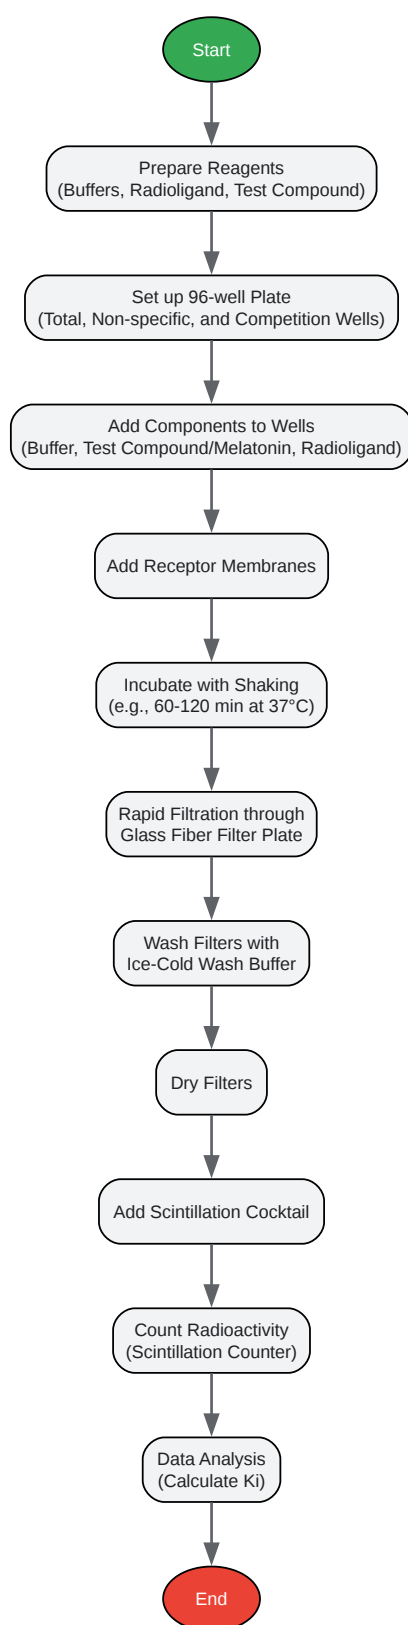 Start
Prepare Reagents
(Buffers, Radioligand, Test Compound)
Set up 96-well Plate
(Total, Non-specific, and Competition Wells)
Add Components to Wells
(Buffer, Test Compound/Melatonin, Radioligand)
Add Receptor Membranes
Incubate with Shaking
(e.g., 60-120 min at 37°C)
Rapid Filtration through
Glass Fiber Filter Plate
Wash Filters with
Ice-Cold Wash Buffer
Dry Filters
Add Scintillation Cocktail
Count Radioactivity
(Scintillation Counter)
Data Analysis
(Calculate Ki)
End